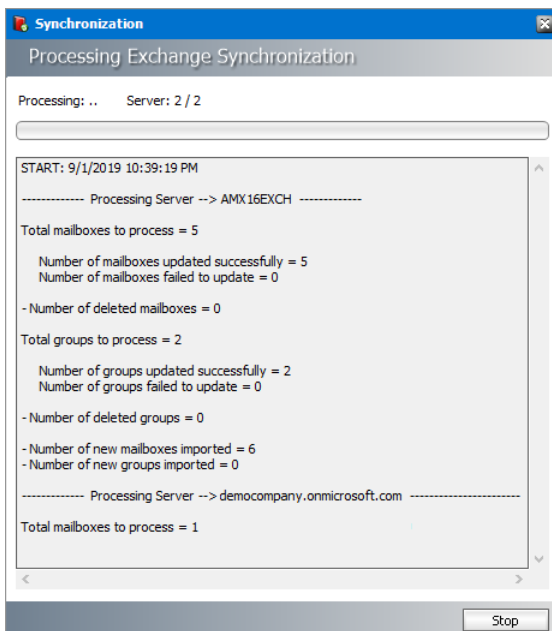 Synchronization
Processing Exchange Synchronization
Processing: .. Server: 2 / 2
START: 9/1/2019 10:39:19 PM
------------- Processing Server --> AMX16EXCH -------------
Total mailboxes to process = 5
Number of mailboxes updated successfully = 5
Number of mailboxes failed to update = 0
- Number of deleted mailboxes = 0
Total groups to process = 2
Number of groups updated successfully = 2
Number of groups failed to update = 0
- Number of deleted groups = 0
- Number of new mailboxes imported = 6
- Number of new groups imported = 0
------------- Processing Server --> democompany.onmicrosoft.com -----------------------
Total mailboxes to process = 1
Stop